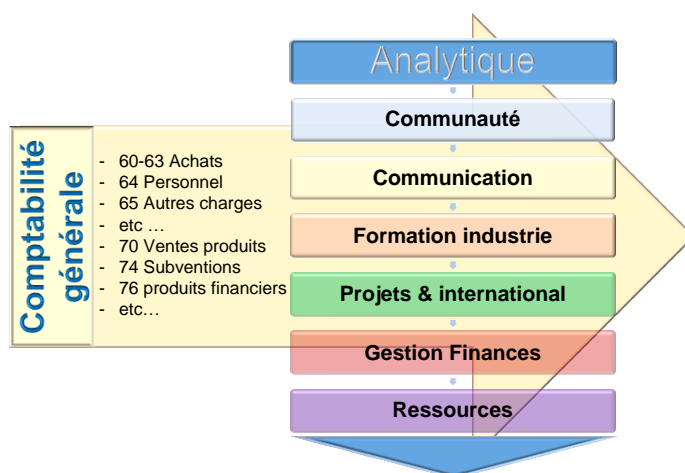 Analytique
Comptabilité
générale
- 60-63 Achats
- 64 Personnel
- 65 Autres charges
- etc ...
- 70 Ventes produits
- 74 Subventions
- 76 produits financiers
- etc...
Communauté
Communication
Formation industrie
Projets & international
Gestion Finances
Ressources